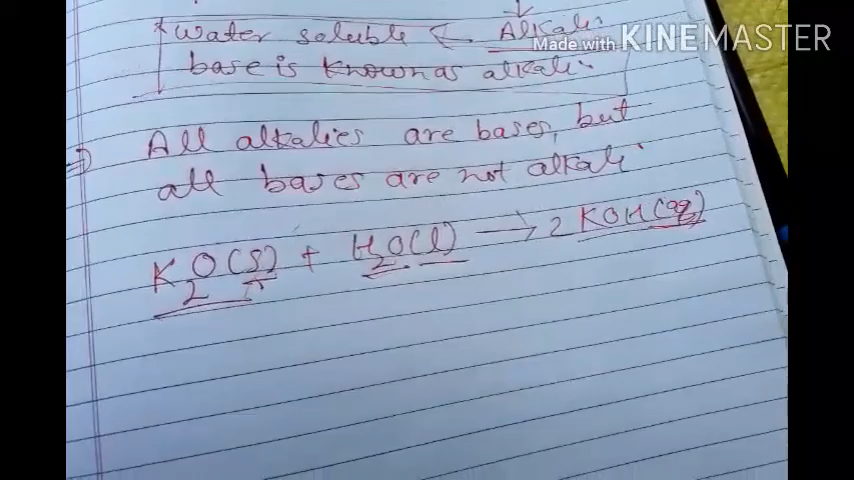 *water soluble ← Alkali
Made with KINEMASTER
base is known as alkali.
⇒ All alkalies are bases, but
all bases are not alkali.
K2O(s) + H2O(l) → 2 KOH(aq)